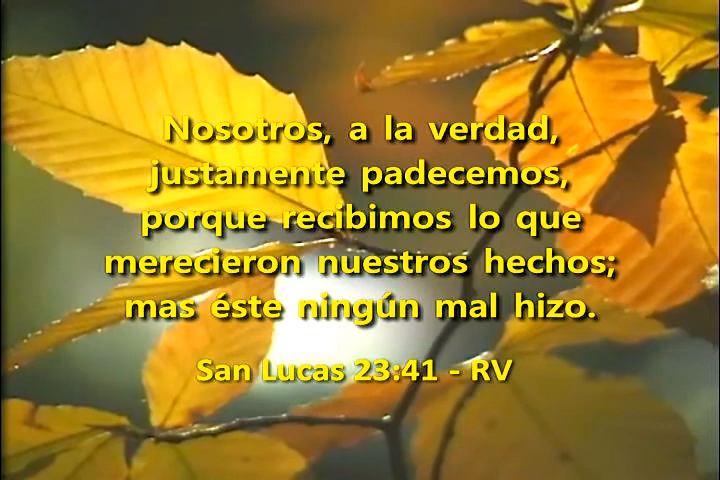 Nosotros, a la verdad,
justamente padecemos,
porque recibimos lo que
merecieron nuestros hechos;
mas éste ningún mal hizo.
San Lucas 23:41 - RV